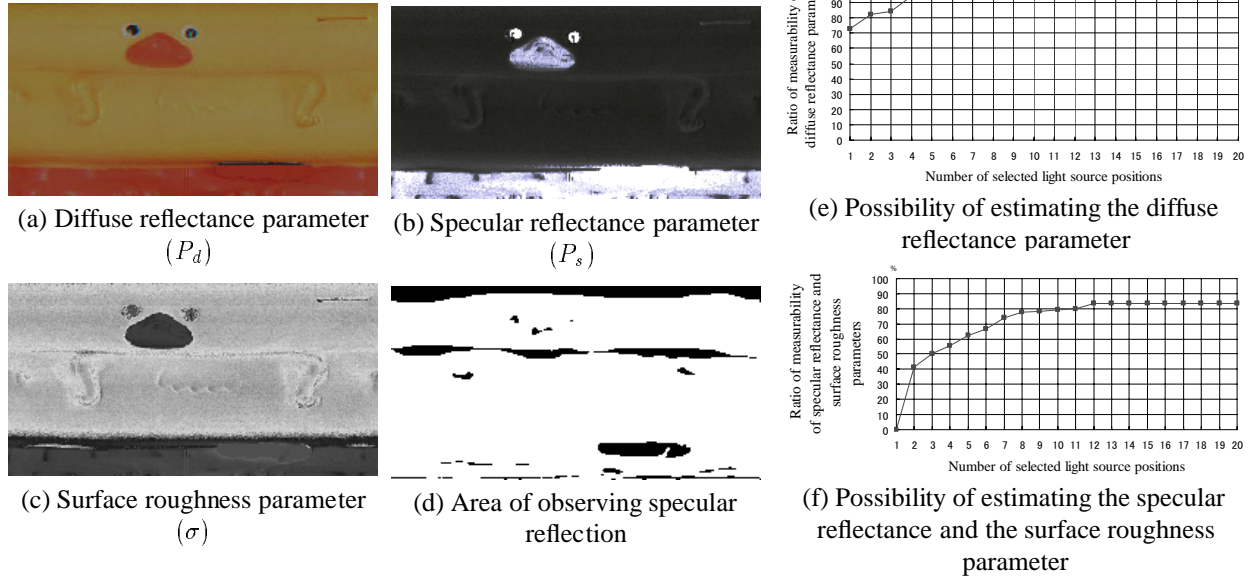 (a) Diffuse reflectance parameter
(P_d)
(b) Specular reflectance parameter
(P_s)
(c) Surface roughness parameter
(σ)
(d) Area of observing specular
reflection
Ratio of measurability
diffuse reflectance
90
80
70
60
50
40
30
20
10
0
1 2 3 4 5 6 7 8 9 10 11 12 13 14 15 16 17 18 19 20
Number of selected light source positions
(e) Possibility of estimating the diffuse
reflectance parameter
Ratio of measurability
of specular reflectance and
surface roughness
parameters
%
100
90
80
70
60
50
40
30
20
10
0
1 2 3 4 5 6 7 8 9 10 11 12 13 14 15 16 17 18 19 20
Number of selected light source positions
(f) Possibility of estimating the specular
reflectance and the surface roughness
parameter